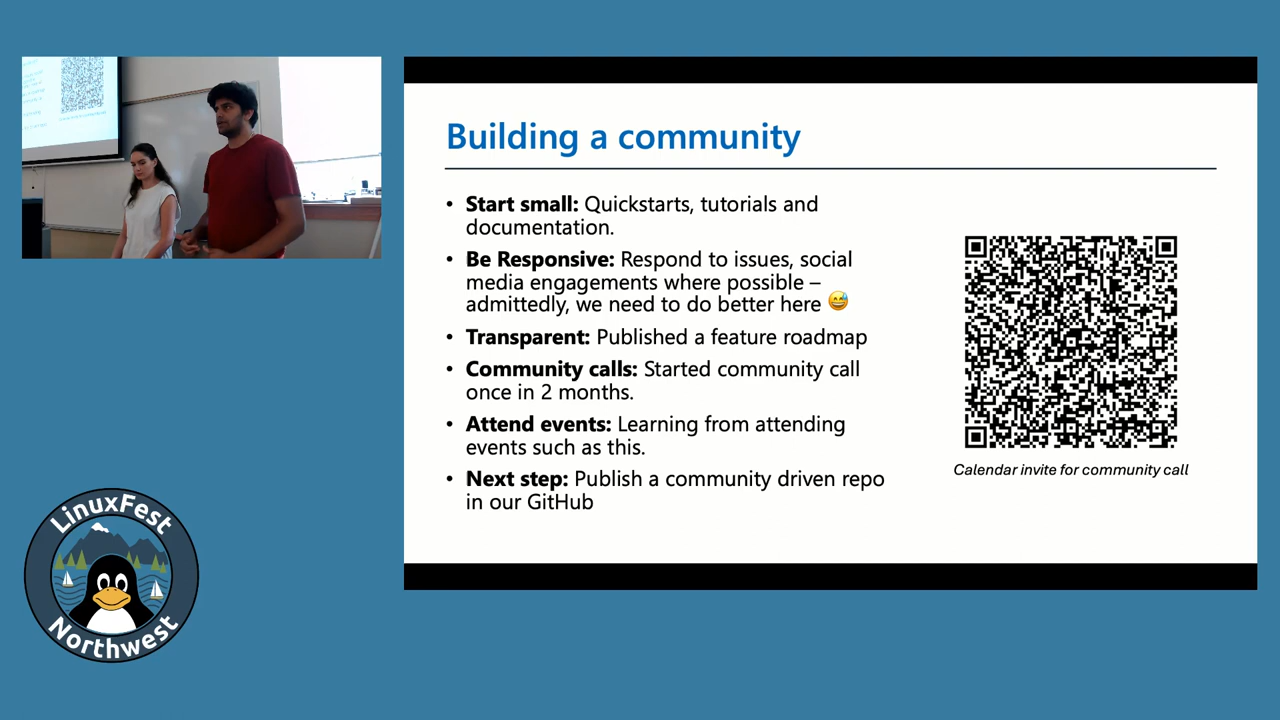 Building a community
• Start small: Quickstarts, tutorials and
documentation.
• Be Responsive: Respond to issues, social
media engagements where possible –
admittedly, we need to do better here 😅
• Transparent: Published a feature roadmap
• Community calls: Started community call
once in 2 months.
• Attend events: Learning from attending
events such as this.
• Next step: Publish a community driven repo
in our GitHub
Calendar invite for community call
LinuxFest
Northwest